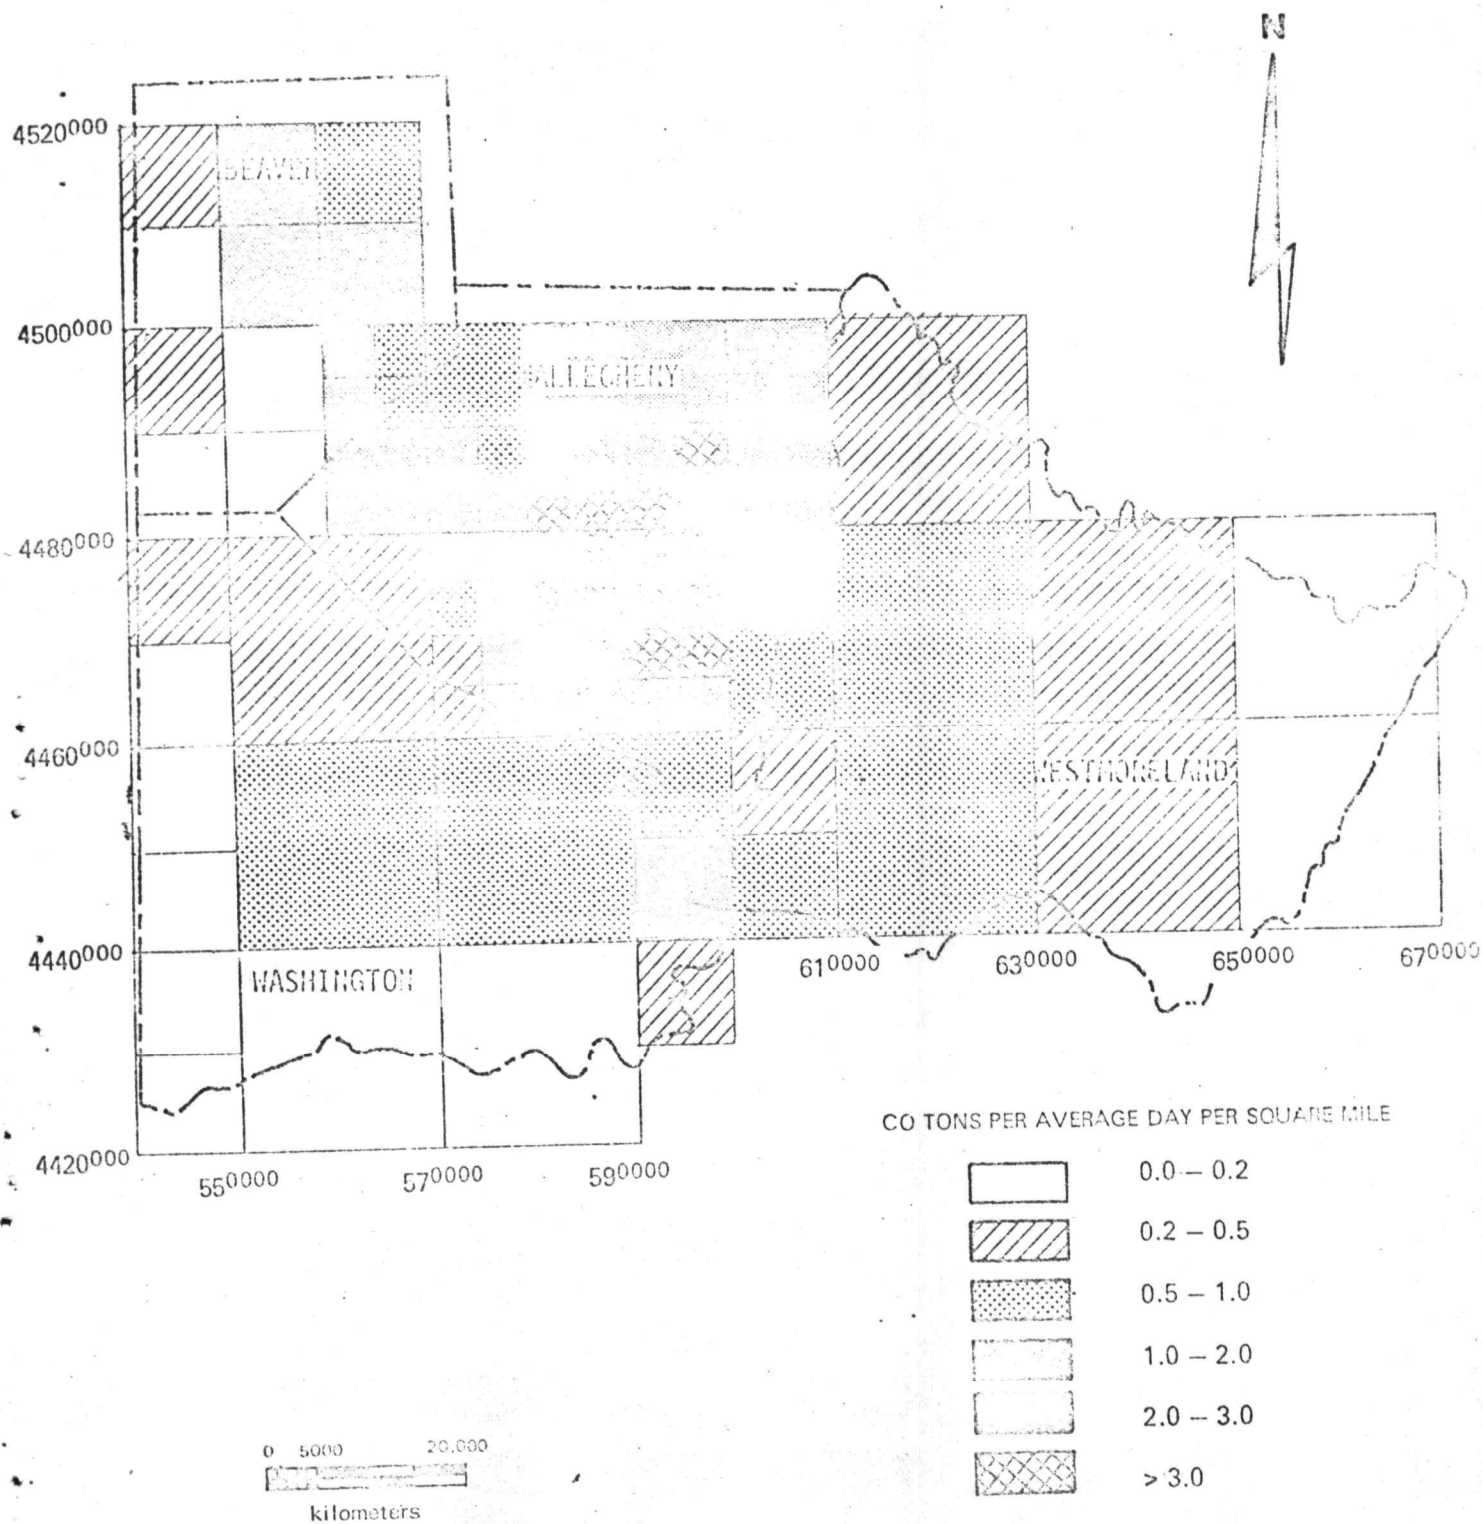 N
4520000
BEAVER
4500000
ALLEGHENY
4480000
4460000
WESTMORELAND
4440000
610000 630000 650000 670000
WASHINGTON
4420000
550000 570000 590000
CO TONS PER AVERAGE DAY PER SQUARE MILE
0.0 – 0.2
0.2 – 0.5
0.5 – 1.0
1.0 – 2.0
2.0 – 3.0
> 3.0
0 5000 20,000
kilometers